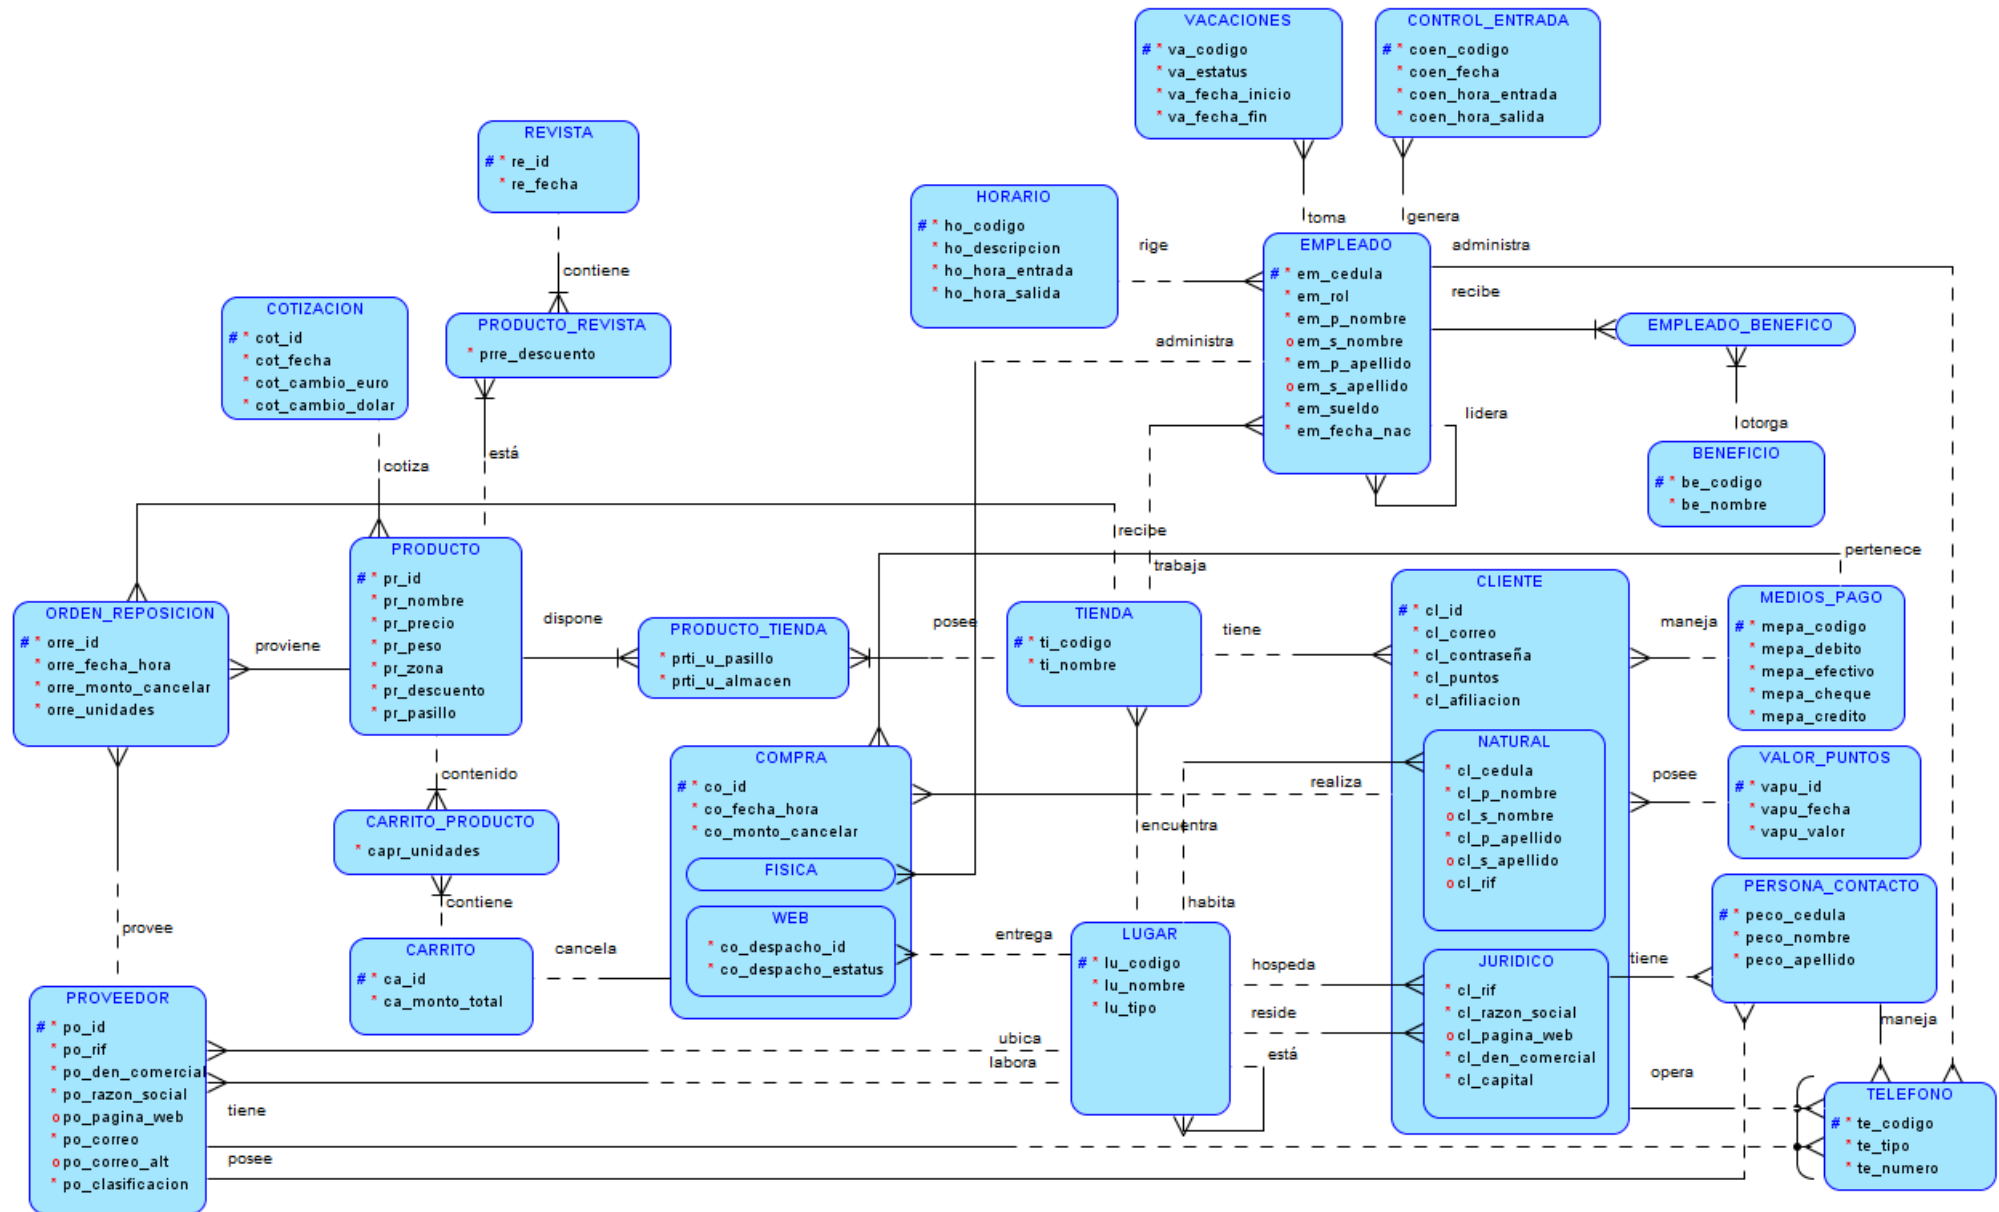 VACACIONES
# * va_codigo
* va_estatus
* va_fecha_inicio
* va_fecha_fin
CONTROL_ENTRADA
# * coen_codigo
* coen_fecha
* coen_hora_entrada
* coen_hora_salida
REVISTA
# * re_id
* re_fecha
HORARIO
# * ho_codigo
* ho_descripcion
* ho_hora_entrada
* ho_hora_salida
toma
genera
rige
EMPLEADO
# * em_cedula
* em_rol
* em_p_nombre
o em_s_nombre
* em_p_apellido
o em_s_apellido
* em_sueldo
* em_fecha_nac
administra
recibe
contiene
COTIZACION
# * cot_id
* cot_fecha
* cot_cambio_euro
* cot_cambio_dolar
PRODUCTO_REVISTA
* prre_descuento
administra
EMPLEADO_BENEFICO
lidera
otorga
BENEFICIO
# * be_codigo
* be_nombre
cotiza
está
recibe
trabaja
pertenece
PRODUCTO
# * pr_id
* pr_nombre
* pr_precio
* pr_peso
* pr_zona
* pr_descuento
* pr_pasillo
ORDEN_REPOSICION
# * orre_id
* orre_fecha_hora
* orre_monto_cancelar
* orre_unidades
proviene
dispone
PRODUCTO_TIENDA
* prti_u_pasillo
* prti_u_almacen
posee
TIENDA
# * ti_codigo
* ti_nombre
tiene
CLIENTE
# * cl_id
* cl_correo
* cl_contraseña
* cl_puntos
* cl_afiliacion
maneja
MEDIOS_PAGO
# * mepa_codigo
* mepa_debito
* mepa_efectivo
* mepa_cheque
* mepa_credito
NATURAL
* cl_cedula
* cl_p_nombre
o cl_s_nombre
* cl_p_apellido
o cl_s_apellido
o cl_rif
posee
VALOR_PUNTOS
# * vapu_id
* vapu_fecha
* vapu_valor
contenido
COMPRA
# * co_id
* co_fecha_hora
* co_monto_cancelar
realiza
encuentra
CARRITO_PRODUCTO
* capr_unidades
FISICA
WEB
* co_despacho_id
* co_despacho_estatus
contiene
provee
CARRITO
# * ca_id
* ca_monto_total
cancela
entrega
habita
LUGAR
# * lu_codigo
* lu_nombre
* lu_tipo
hospeda
reside
está
JURIDICO
* cl_rif
* cl_razon_social
o cl_pagina_web
* cl_den_comercial
* cl_capital
tiene
PERSONA_CONTACTO
# * peco_cedula
* peco_nombre
* peco_apellido
maneja
PROVEEDOR
# * po_id
* po_rif
* po_den_comercial
* po_razon_social
o po_pagina_web
* po_correo
o po_correo_alt
* po_clasificacion
ubica
labora
tiene
posee
opera
TELEFONO
# * te_codigo
* te_tipo
* te_numero